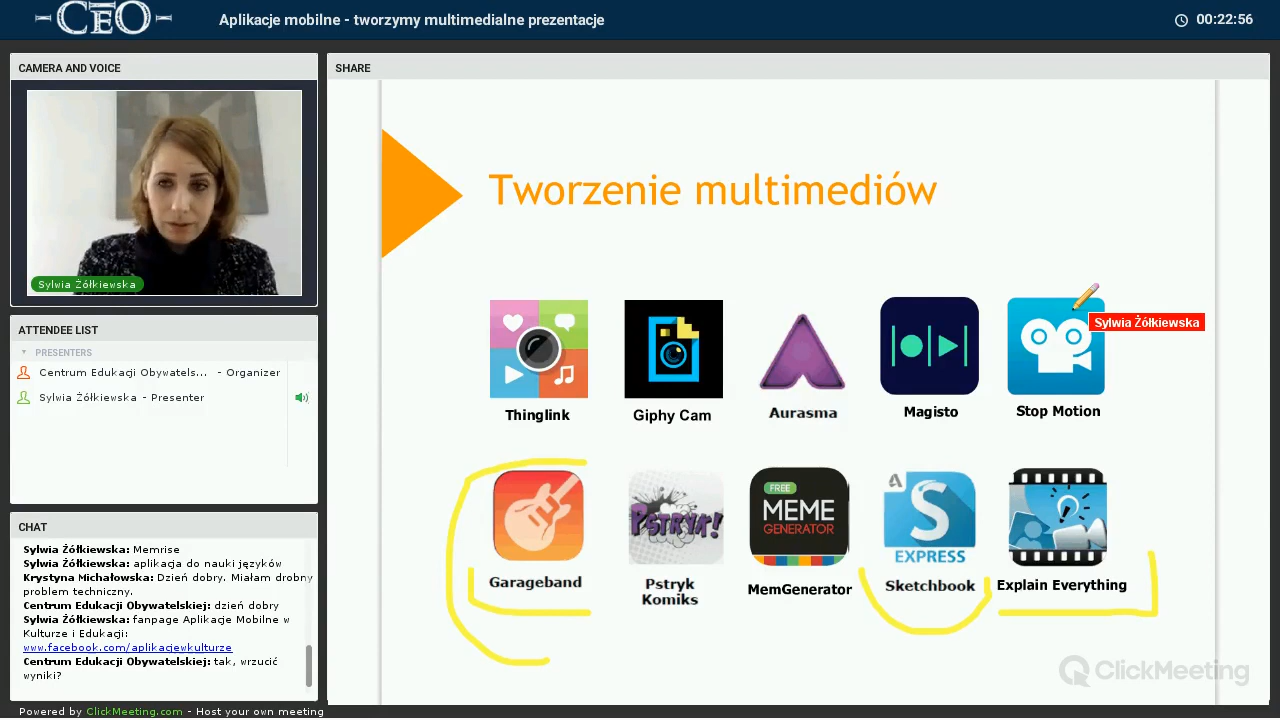 CEO
Aplikacje mobilne - tworzymy multimedialne prezentacje
00:22:56
CAMERA AND VOICE
Sylwia Żółkiewska
ATTENDEE LIST
PRESENTERS
Centrum Edukacji Obywatels... - Organizer
Sylwia Żółkiewska - Presenter
CHAT
Sylwia Żółkiewska: Memrise
Sylwia Żółkiewska: aplikacja do nauki języków
Krystyna Michałowska: Dzień dobry. Miałam drobny
problem techniczny.
Centrum Edukacji Obywatelskiej: dzień dobry
Sylwia Żółkiewska: fanpage Aplikacje Mobilne w
Kulturze i Edukacji:
www.facebook.com/aplikacjewkulturze
Centrum Edukacji Obywatelskiej: tak, wrzucić
wyniki?
Powered by ClickMeeting.com - Host your own meeting
SHARE
Tworzenie multimediów
Sylwia Żółkiewska
Thinglink
Giphy Cam
Aurasma
Magisto
Stop Motion
PSTRYK!
FREE
MEME
GENERATOR
A
S
EXPRESS
Garageband
Pstryk
Komiks
MemGenerator
Sketchbook
Explain Everything
ClickMeeting